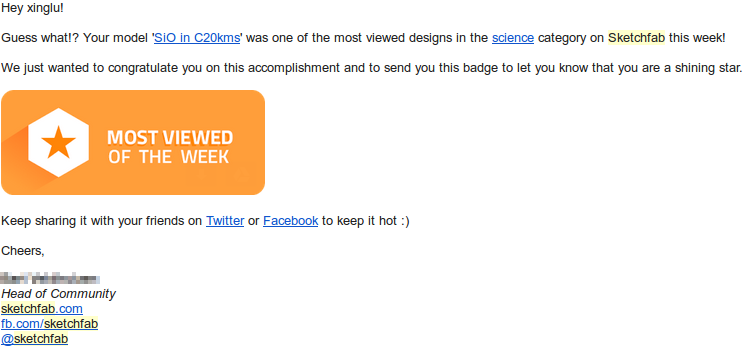 Hey xinglu!
Guess what!? Your model 'SiO in C20kms' was one of the most viewed designs in the science category on Sketchfab this week!
We just wanted to congratulate you on this accomplishment and to send you this badge to let you know that you are a shining star.
MOST VIEWED
OF THE WEEK
Keep sharing it with your friends on Twitter or Facebook to keep it hot :)
Cheers,
Head of Community
sketchfab.com
fb.com/sketchfab
@sketchfab